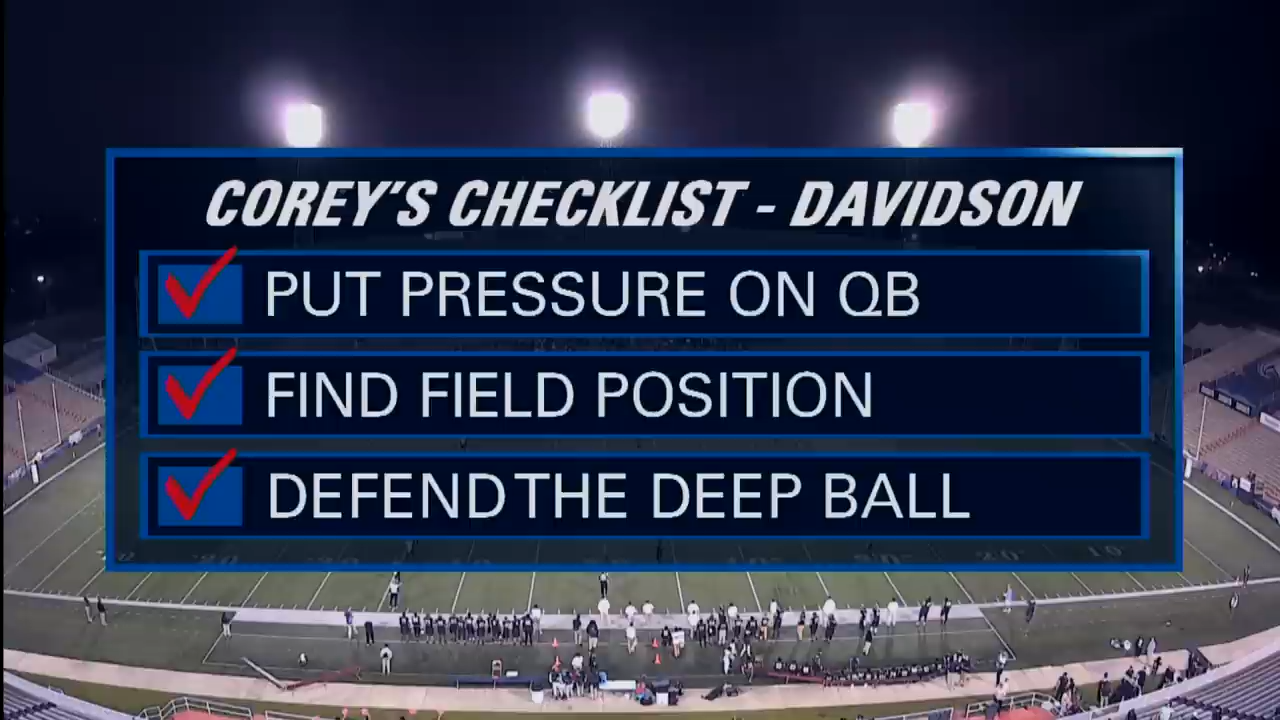 COREY'S CHECKLIST - DAVIDSON
PUT PRESSURE ON QB
FIND FIELD POSITION
DEFEND THE DEEP BALL